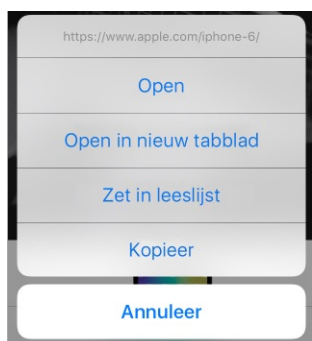 https://www.apple.com/iphone-6/
Open
Open in nieuw tabblad
Zet in leeslijst
Kopieer
Annuleer